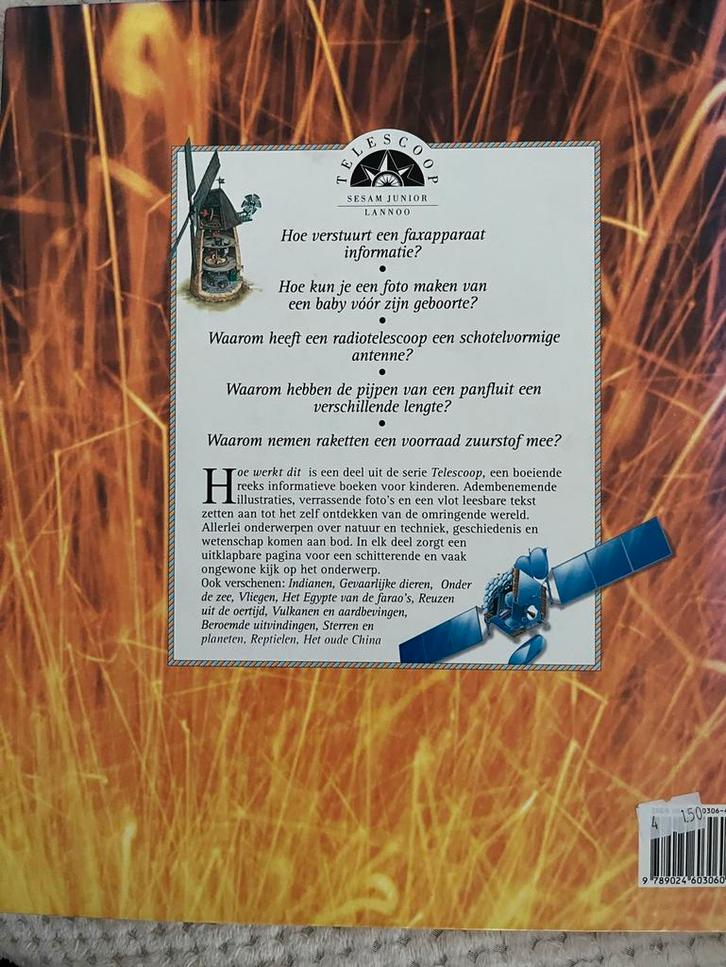 TELESCOOP
SESAM JUNIOR
LANNOO
Hoe verstuurt een faxapparaat
informatie?
Hoe kun je een foto maken van
een baby vóór zijn geboorte?
Waarom heeft een radiotelescoop een schotelvormige
antenne?
Waarom hebben de pijpen van een panfluit een
verschillende lengte?
Waarom nemen raketten een voorraad zuurstof mee?
Hoe werkt dit is een deel uit de serie Telescoop, een boeiende
reeks informatieve boeken voor kinderen. Adembenemende
illustraties, verrassende foto's en een vlot leesbare tekst
zetten aan tot het zelf ontdekken van de omringende wereld.
Allerlei onderwerpen over natuur en techniek, geschiedenis en
wetenschap komen aan bod. In elk deel zorgt een
uitklapbare pagina voor een schitterende en vaak
ongewone kijk op het onderwerp.
Ook verschenen: Indianen, Gevaarlijke dieren, Onder
de zee, Vliegen, Het Egypte van de farao's, Reuzen
uit de oertijd, Vulkanen en aardbevingen,
Beroemde uitvindingen, Sterren en
planeten, Reptielen, Het oude China
0306-
4 150
9 789024 603060